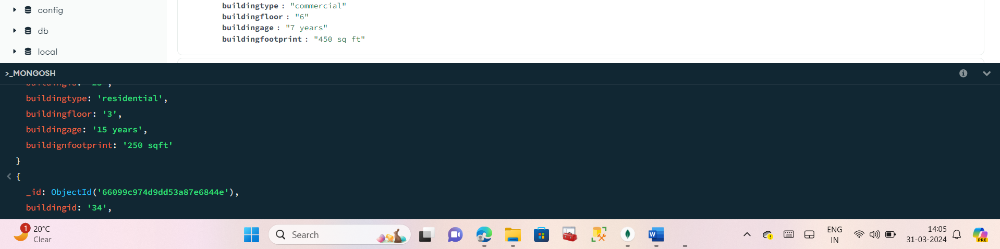 config
db
local
buildingtype : "commercial"
buildingfloor : "6"
buildingage : "7 years"
buildingfootprint : "450 sq ft"
>_MONGOSH
buildingtype: 'residential',
buildingfloor: '3',
buildingage: '15 years',
buildignfootprint: '250 sqft'
}
{
_id: ObjectId('66099c974d9dd53a87e6844e'),
buildingid: '34',
1
20°C
Clear
Search
W
ENG
IN
14:05
31-03-2024
PRE